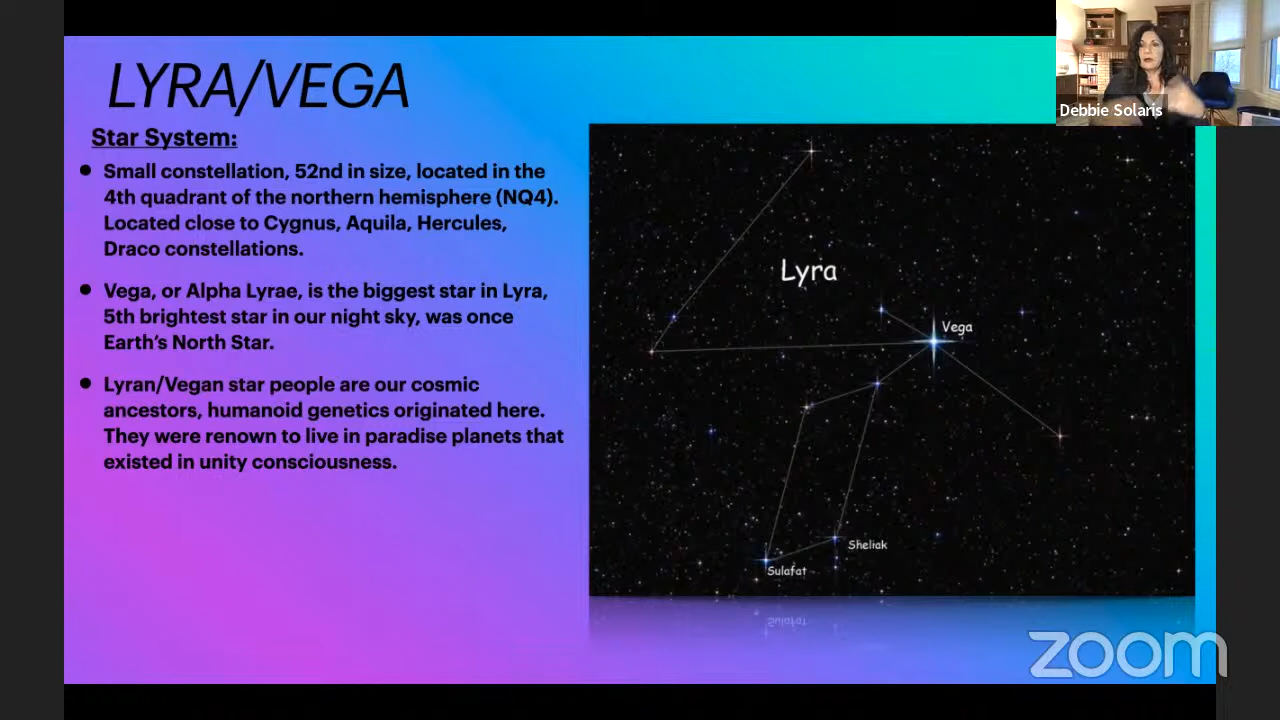 LYRA/VEGA
Star System:
Small constellation, 52nd in size, located in the
4th quadrant of the northern hemisphere (NQ4).
Located close to Cygnus, Aquila, Hercules,
Draco constellations.
Vega, or Alpha Lyrae, is the biggest star in Lyra,
5th brightest star in our night sky, was once
Earth's North Star.
Lyran/Vegan star people are our cosmic
ancestors, humanoid genetics originated here.
They were renown to live in paradise planets that
existed in unity consciousness.
Debbie Solaris
Lyra
Vega
Sheliak
Sulafat
zoom